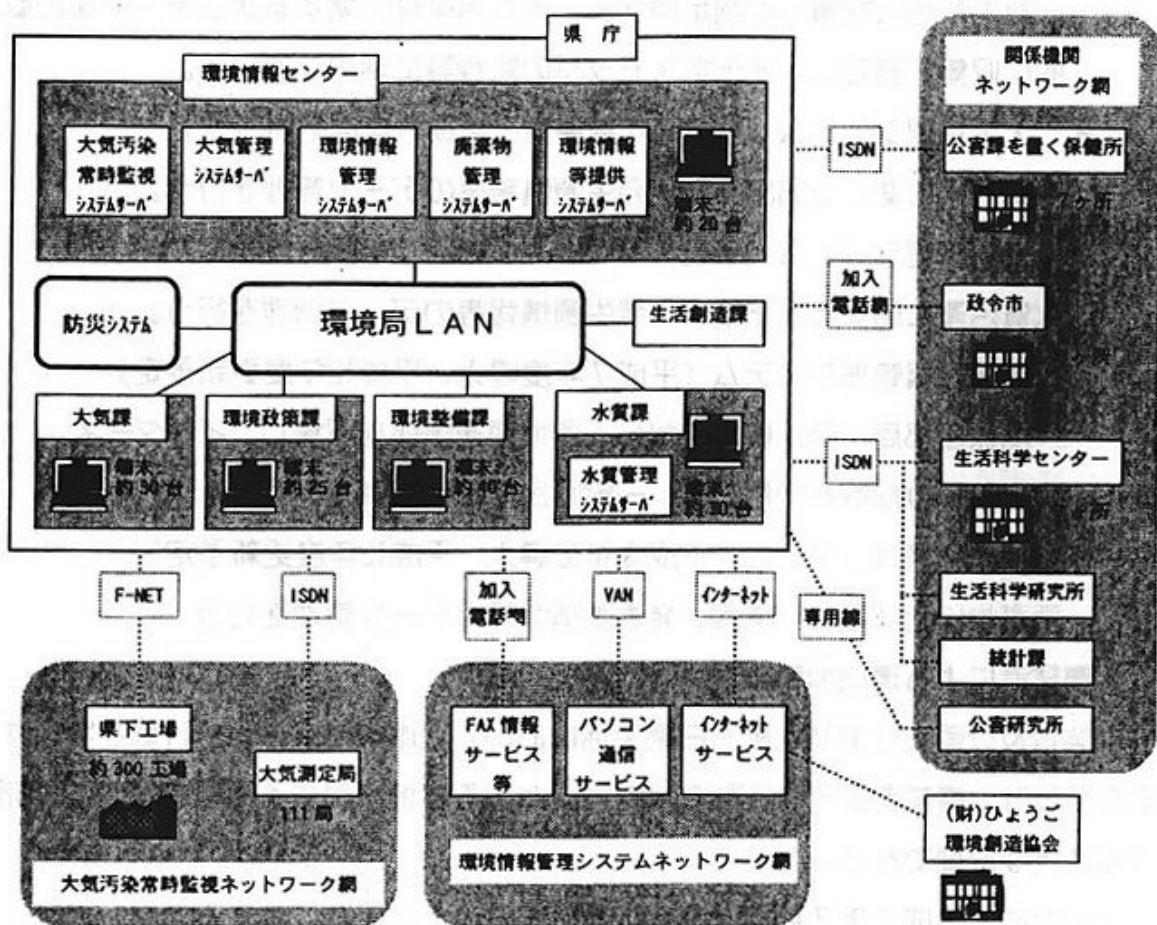 県 庁
環境情報センター
大気汚染
常時監視
システムサーバ
大気管理
システムサーバ
環境情報
管理
システムサーバ
廃棄物
管理
システムサーバ
環境情報
等提供
システムサーバ
端末:
約20台
防災システム
環境局LAN
生活創造課
大気課
端末:
約30台
環境政策課
端末:
約25台
環境整備課
端末:
約40台
水質課
水質管理
システムサーバ
端末:
ISDN
加入
電話網
ISDN
専用線
関係機関
ネットワーク網
公害課を置く保健所
ヶ所
政令市
ヶ所
生活科学センター
ヶ所
生活科学研究所
統計課
公害研究所
F-NET
ISDN
加入
電話網
VAN
インターネット
県下工場
約300工場
大気測定局
111局
大気汚染常時監視ネットワーク網
FAX情報
サービス
等
パソコン
通信
サービス
インターネット
サービス
環境情報管理システムネットワーク網
(財)ひょうご
環境創造協会